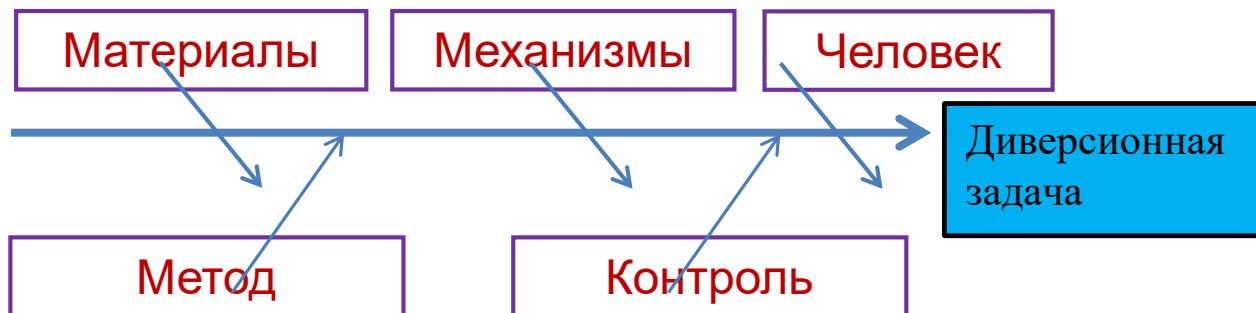 Материалы
Механизмы
Человек
Диверсионная
задача
Метод
Контроль